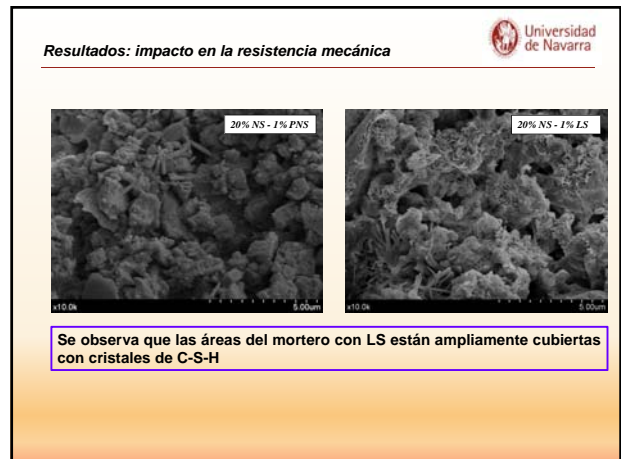 Universidad
de Navarra
Resultados: impacto en la resistencia mecánica
20% NS - 1% PNS
20% NS - 1% LS
x10.0k 5.00um
x10.0k 5.00um
Se observa que las áreas del mortero con LS están ampliamente cubiertas
con cristales de C-S-H